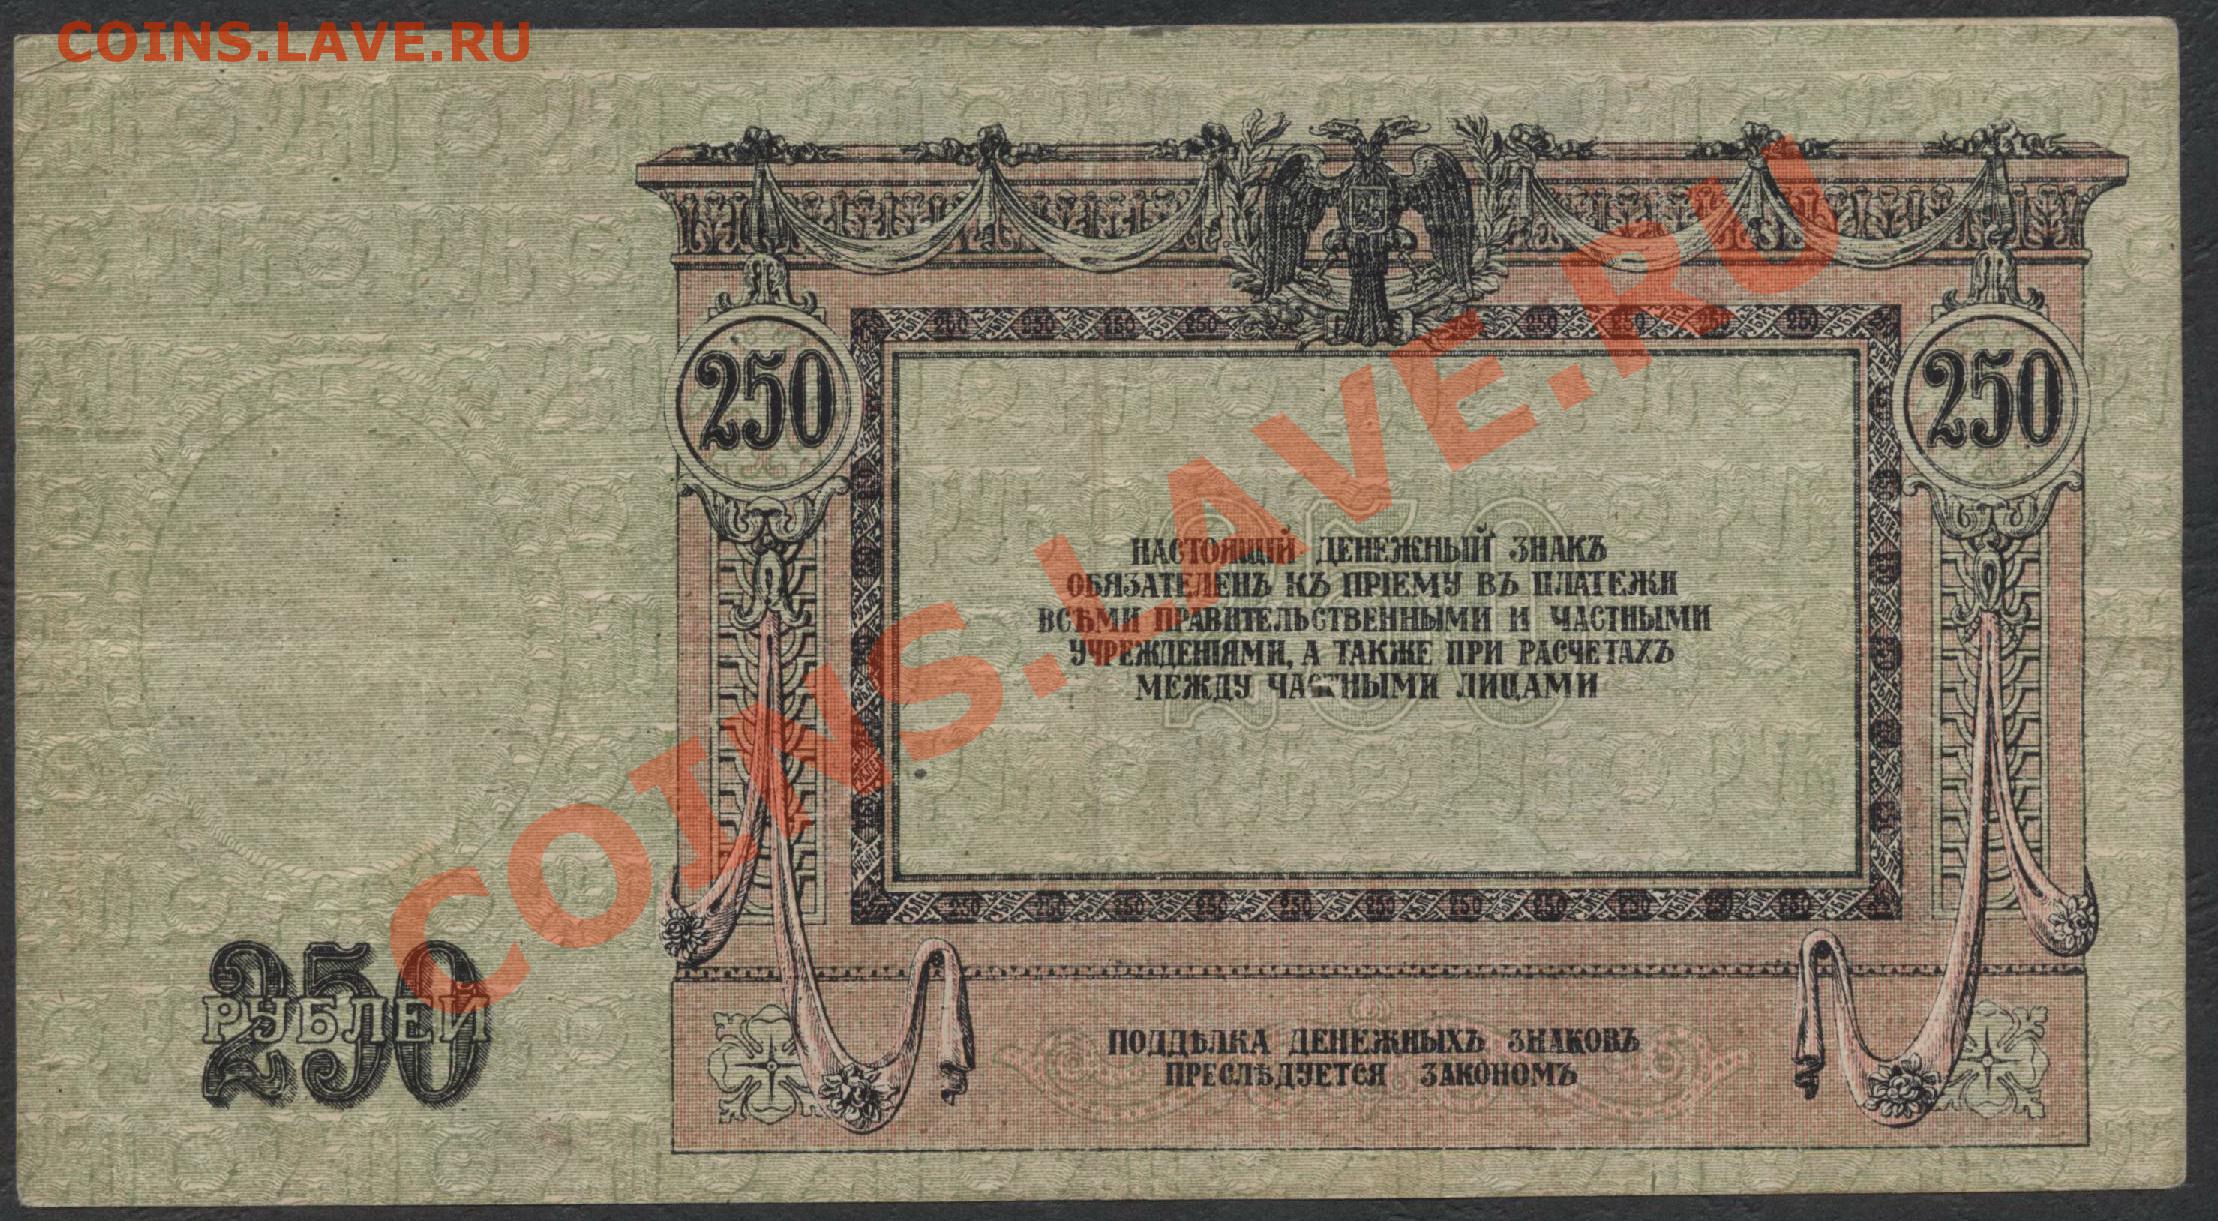 COINS.LAVE.RU
250
250
НАСТОЯЩІЙ ДЕНЕЖНЫЙ ЗНАКЪ
ОБЯЗАТЕЛЕНЪ КЪ ПРІЕМУ ВЪ ПЛАТЕЖИ
ВСѢМИ ПРАВИТЕЛЬСТВЕННЫМИ И ЧАСТНЫМИ
УЧРЕЖДЕНІЯМИ, А ТАКЖЕ ПРИ РАСЧЕТАХЪ
МЕЖДУ ЧАСТНЫМИ ЛИЦАМИ
250
COINS.LAVE.RU
250
РУБЛЕЙ
ПОДДѢЛКА ДЕНЕЖНЫХЪ ЗНАКОВЪ
ПРЕСЛѢДУЕТСЯ ЗАКОНОМЪ